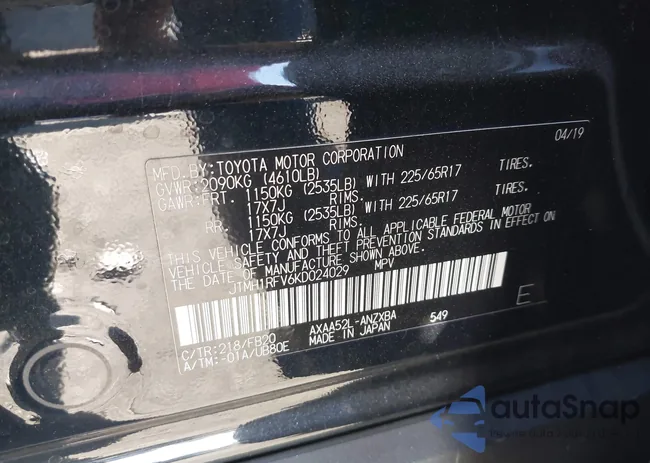 04/19
MFD.BY:TOYOTA MOTOR CORPORATION
GVWR:2090KG (4610LB)
GAWR:FRT. 1150KG (2535LB) WITH 225/65R17 TIRES.
17X7J RIMS.
RR. 1150KG (2535LB) WITH 225/65R17 TIRES.
17X7J RIMS.
THIS VEHICLE CONFORMS TO ALL APPLICABLE FEDERAL MOTOR
VEHICLE SAFETY AND THEFT PREVENTION STANDARDS IN EFFECT ON
THE DATE OF MANUFACTURE SHOWN ABOVE.
JTMH1RFV6KD024029 MPV
E
C/TR:218/FB20 AXAA52L-ANZXBA 549
A/TM:-01A/UB80E MADE IN JAPAN
autaSnap